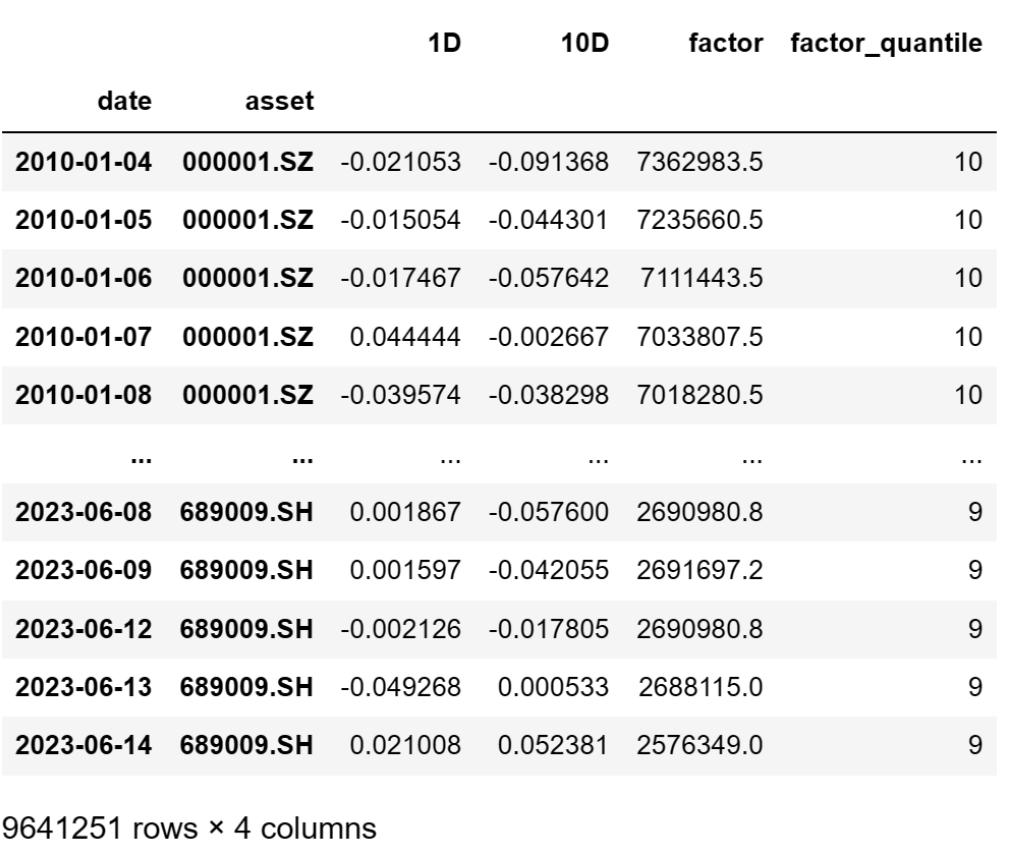 1D 10D factor factor_quantile
date asset
2010-01-04 000001.SZ -0.021053 -0.091368 7362983.5 10
2010-01-05 000001.SZ -0.015054 -0.044301 7235660.5 10
2010-01-06 000001.SZ -0.017467 -0.057642 7111443.5 10
2010-01-07 000001.SZ 0.044444 -0.002667 7033807.5 10
2010-01-08 000001.SZ -0.039574 -0.038298 7018280.5 10
... ... ... ... ... ...
2023-06-08 689009.SH 0.001867 -0.057600 2690980.8 9
2023-06-09 689009.SH 0.001597 -0.042055 2691697.2 9
2023-06-12 689009.SH -0.002126 -0.017805 2690980.8 9
2023-06-13 689009.SH -0.049268 0.000533 2688115.0 9
2023-06-14 689009.SH 0.021008 0.052381 2576349.0 9
9641251 rows × 4 columns